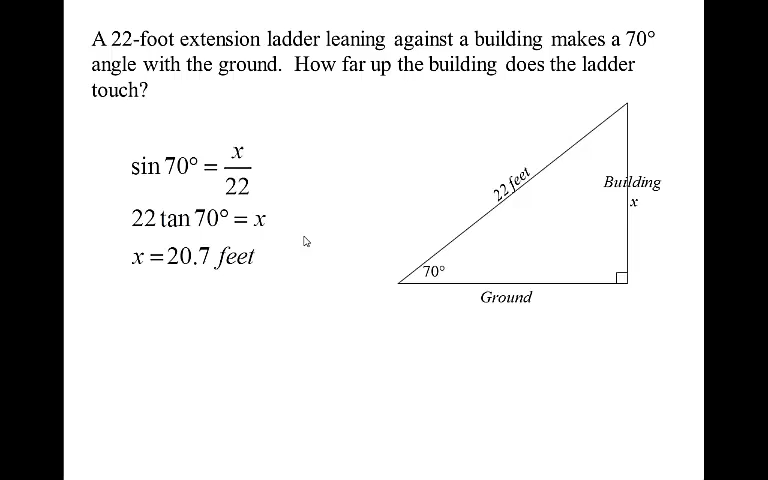 A 22-foot extension ladder leaning against a building makes a 70°
angle with the ground. How far up the building does the ladder
touch?
sin 70° = x/22
22 tan 70° = x
x = 20.7 feet
22 feet
Building
x
70°
Ground